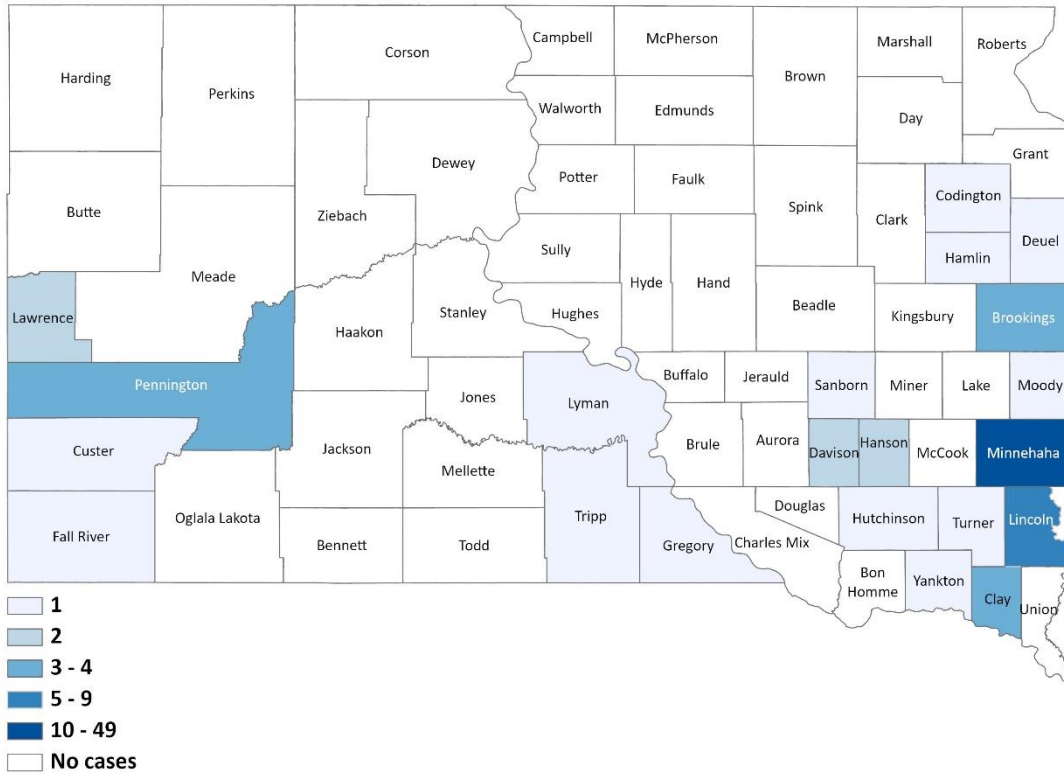 Harding
Perkins
Corson
Campbell
McPherson
Brown
Marshall
Roberts
Walworth
Edmunds
Day
Grant
Butte
Ziebach
Dewey
Potter
Faulk
Spink
Clark
Codington
Deuel
Hamlin
Meade
Sully
Hyde
Hand
Lawrence
Haakon
Stanley
Hughes
Beadle
Kingsbury
Brookings
Pennington
Jones
Lyman
Buffalo
Jerauld
Sanborn
Miner
Lake
Moody
Custer
Jackson
Mellette
Brule
Aurora
Davison
Hanson
McCook
Minnehaha
Fall River
Oglala Lakota
Bennett
Todd
Tripp
Gregory
Douglas
Charles Mix
Hutchinson
Turner
Lincoln
Bon
Homme
Yankton
Clay
Union
1
2
3 - 4
5 - 9
10 - 49
No cases